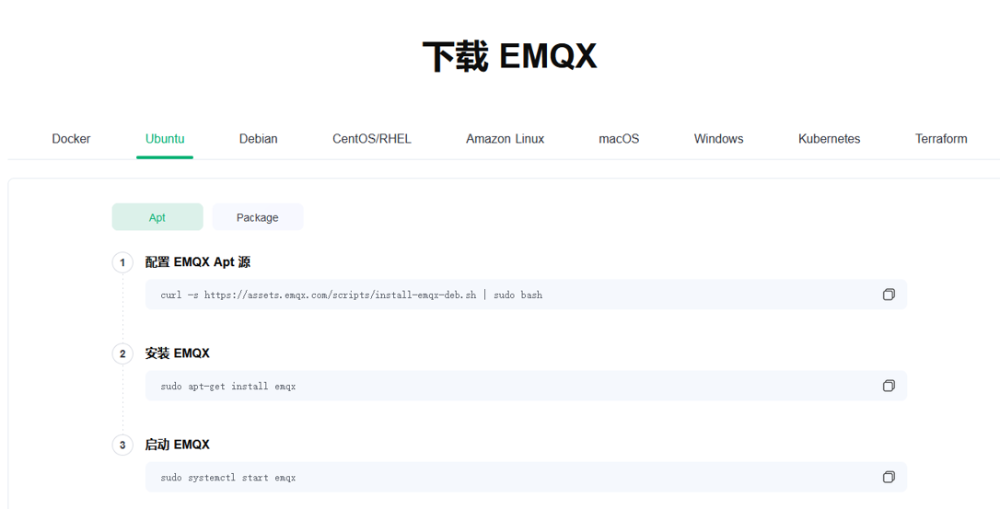 下载 EMQX
Docker Ubuntu Debian CentOS/RHEL Amazon Linux macOS Windows Kubernetes Terraform
Apt Package
1 配置 EMQX Apt 源
curl -s https://assets.emqx.com/scripts/install-emqx-deb.sh | sudo bash
2 安装 EMQX
sudo apt-get install emqx
3 启动 EMQX
sudo systemctl start emqx